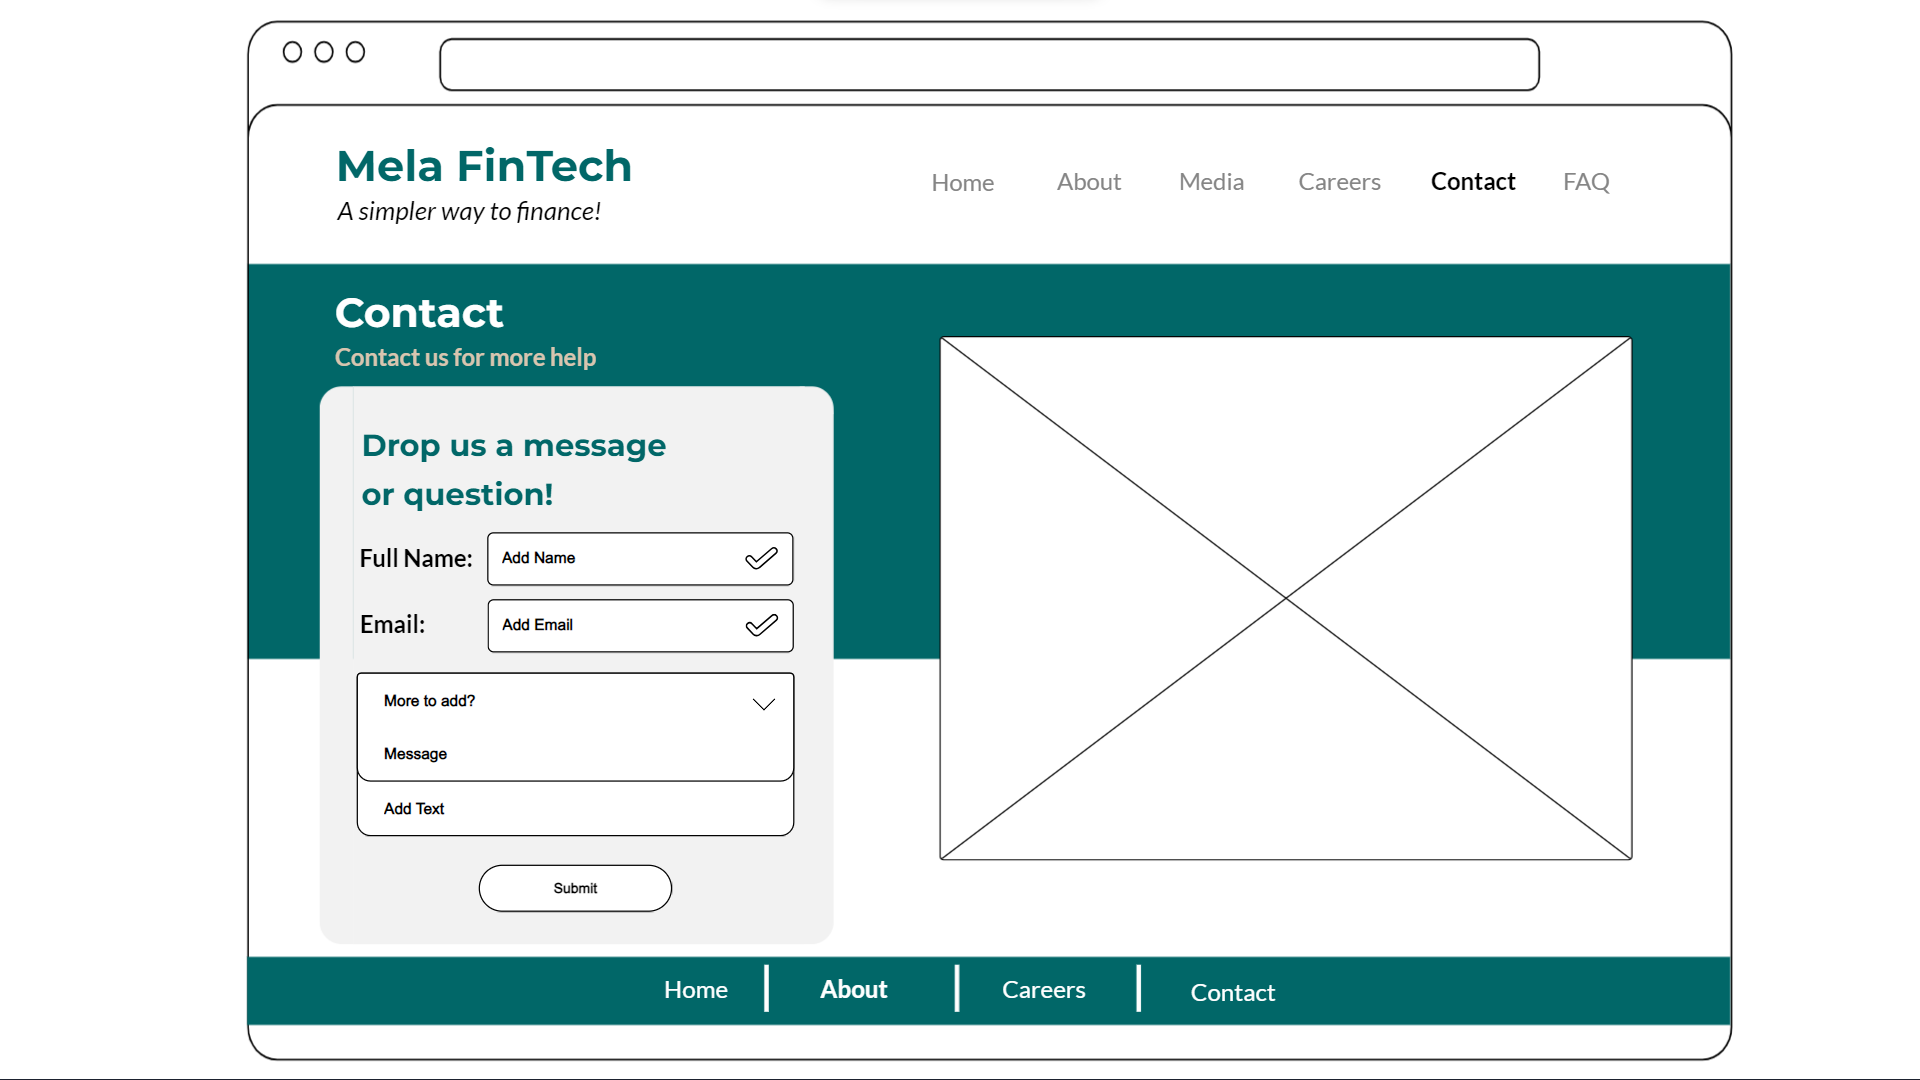 Mela FinTech
A simpler way to finance!
Home
About
Media
Careers
Contact
FAQ
Contact
Contact us for more help
Drop us a message
or question!
Full Name:
Add Name
Email:
Add Email
More to add?
Message
Add Text
Submit
Home
About
Careers
Contact